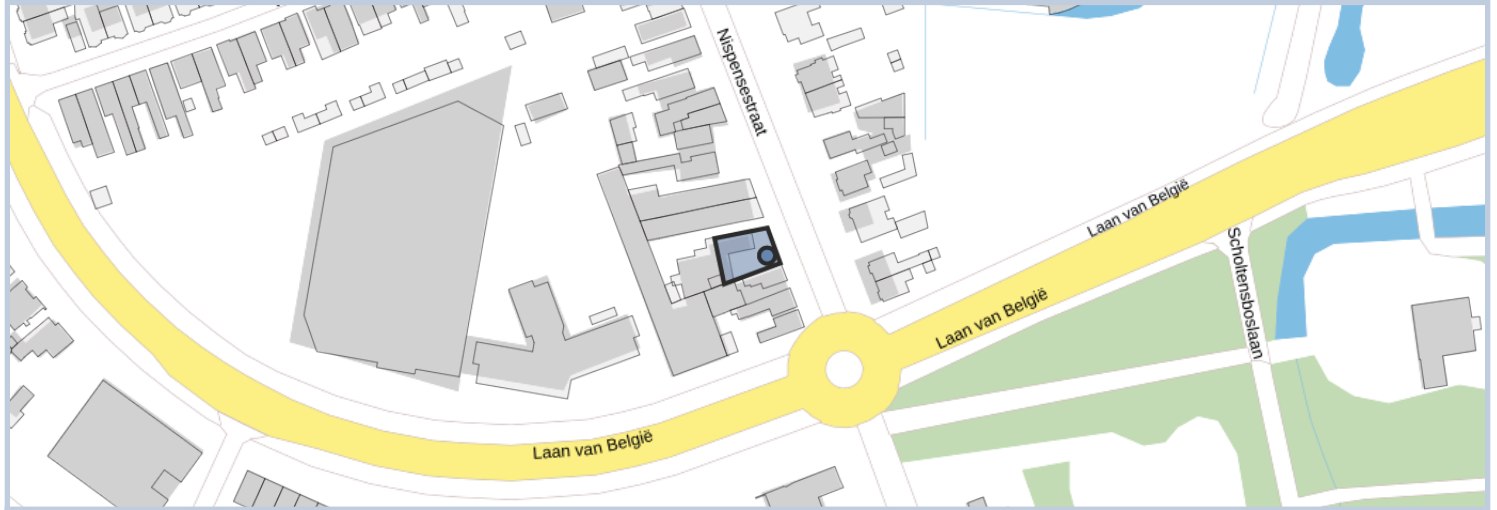 Nispensestraat
Laan van België
Scholtensboslaan
Laan van België
Laan van België